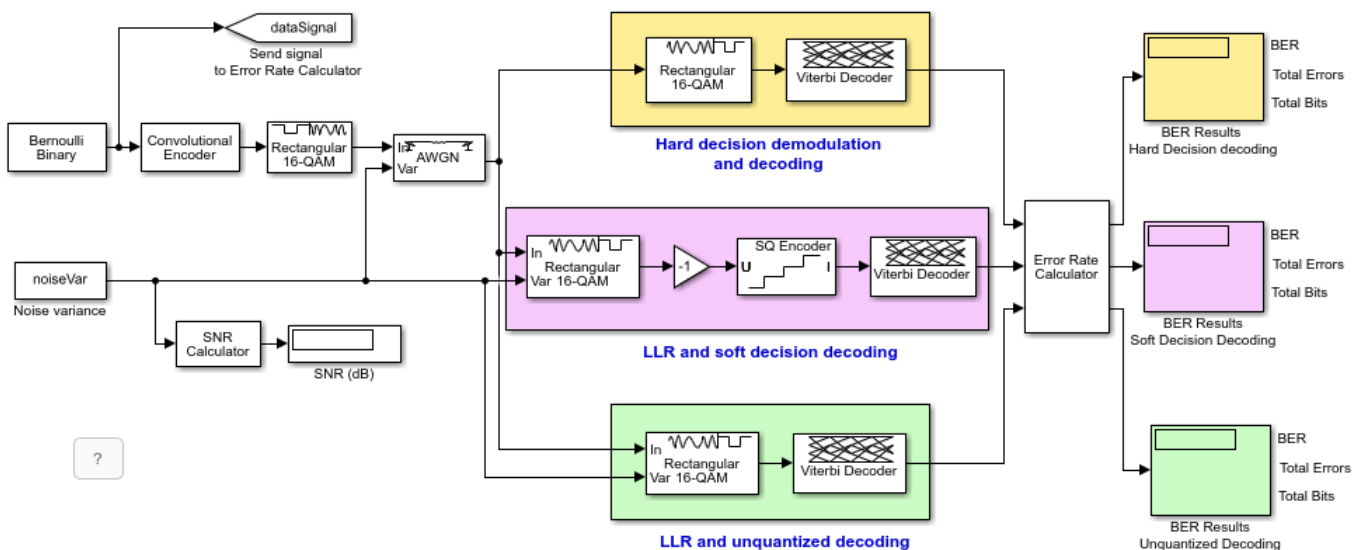 dataSignal
Send signal
to Error Rate Calculator
Bernoulli
Binary
Convolutional
Encoder
Rectangular
16-QAM
In
Var
AWGN
noiseVar
Noise variance
SNR
Calculator
SNR (dB)
?
Rectangular
16-QAM
Viterbi Decoder
Hard decision demodulation
and decoding
In
Rectangular
Var 16-QAM
-1
SQ Encoder
U I
Viterbi Decoder
LLR and soft decision decoding
In
Rectangular
Var 16-QAM
Viterbi Decoder
LLR and unquantized decoding
Error Rate
Calculator
BER
Total Errors
Total Bits
BER Results
Hard Decision decoding
BER
Total Errors
Total Bits
BER Results
Soft Decision Decoding
BER
Total Errors
Total Bits
BER Results
Unquantized Decoding